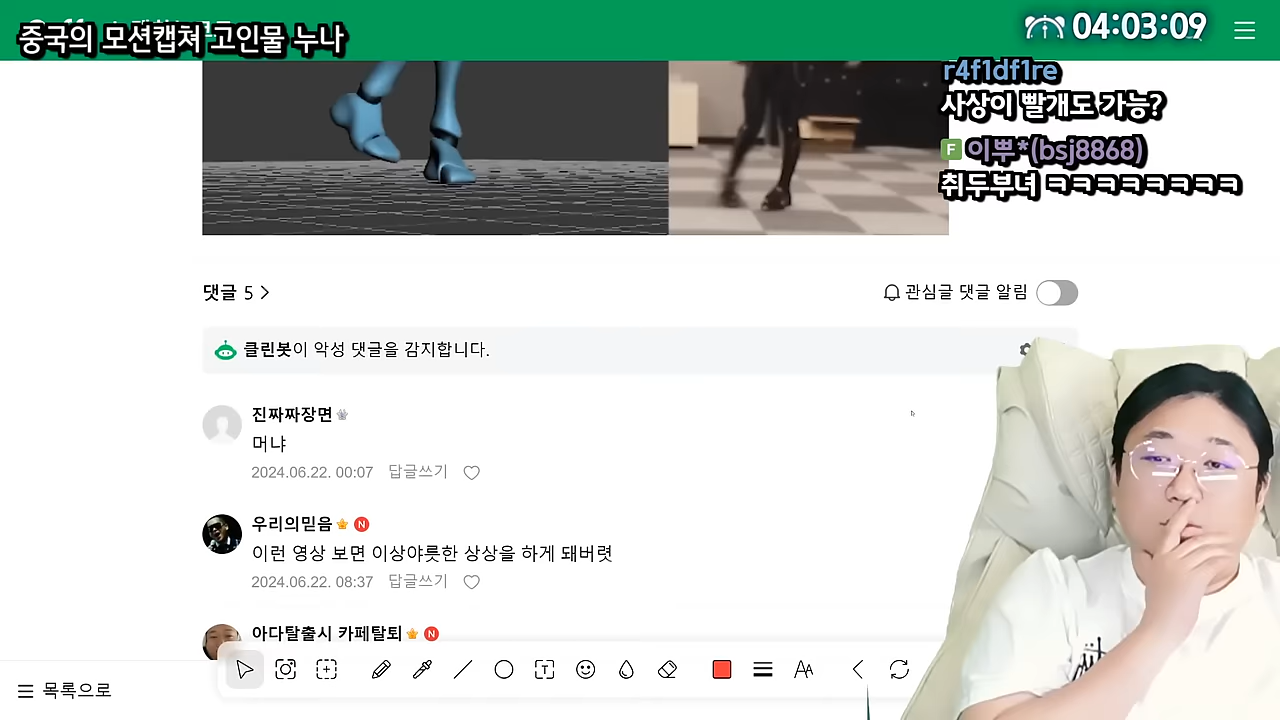 중국의 모션캡쳐 고인물 누나
04:03:09
r4f1df1re
사상이 빨개도 가능?
F 이뿌*(bsj8868)
취두부녀 ㅋㅋㅋㅋㅋㅋㅋㅋ
댓글 5
관심글 댓글 알림
클린봇이 악성 댓글을 감지합니다.
진짜짜장면
머냐
2024.06.22. 00:07 답글쓰기
우리의믿음 N
이런 영상 보면 이상야릇한 상상을 하게 돼버렷
2024.06.22. 08:37 답글쓰기
아다탈출시 카페탈퇴 N
목록으로